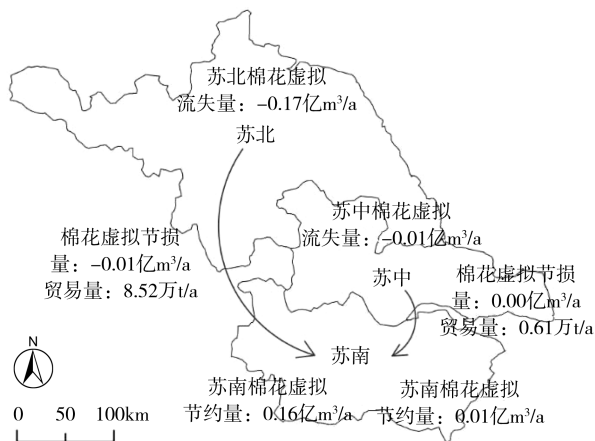 苏北棉花虚拟
流失量：-0.17亿m³/a
苏北
苏中棉花虚拟
流失量：-0.01亿m³/a
棉花虚拟节损
量：-0.01亿m³/a
贸易量：8.52万t/a
苏中
棉花虚拟节损
量：0.00亿m³/a
贸易量：0.61万t/a
苏南
苏南棉花虚拟
节约量：0.16亿m³/a
苏南棉花虚拟
节约量：0.01亿m³/a
N
0 50 100km